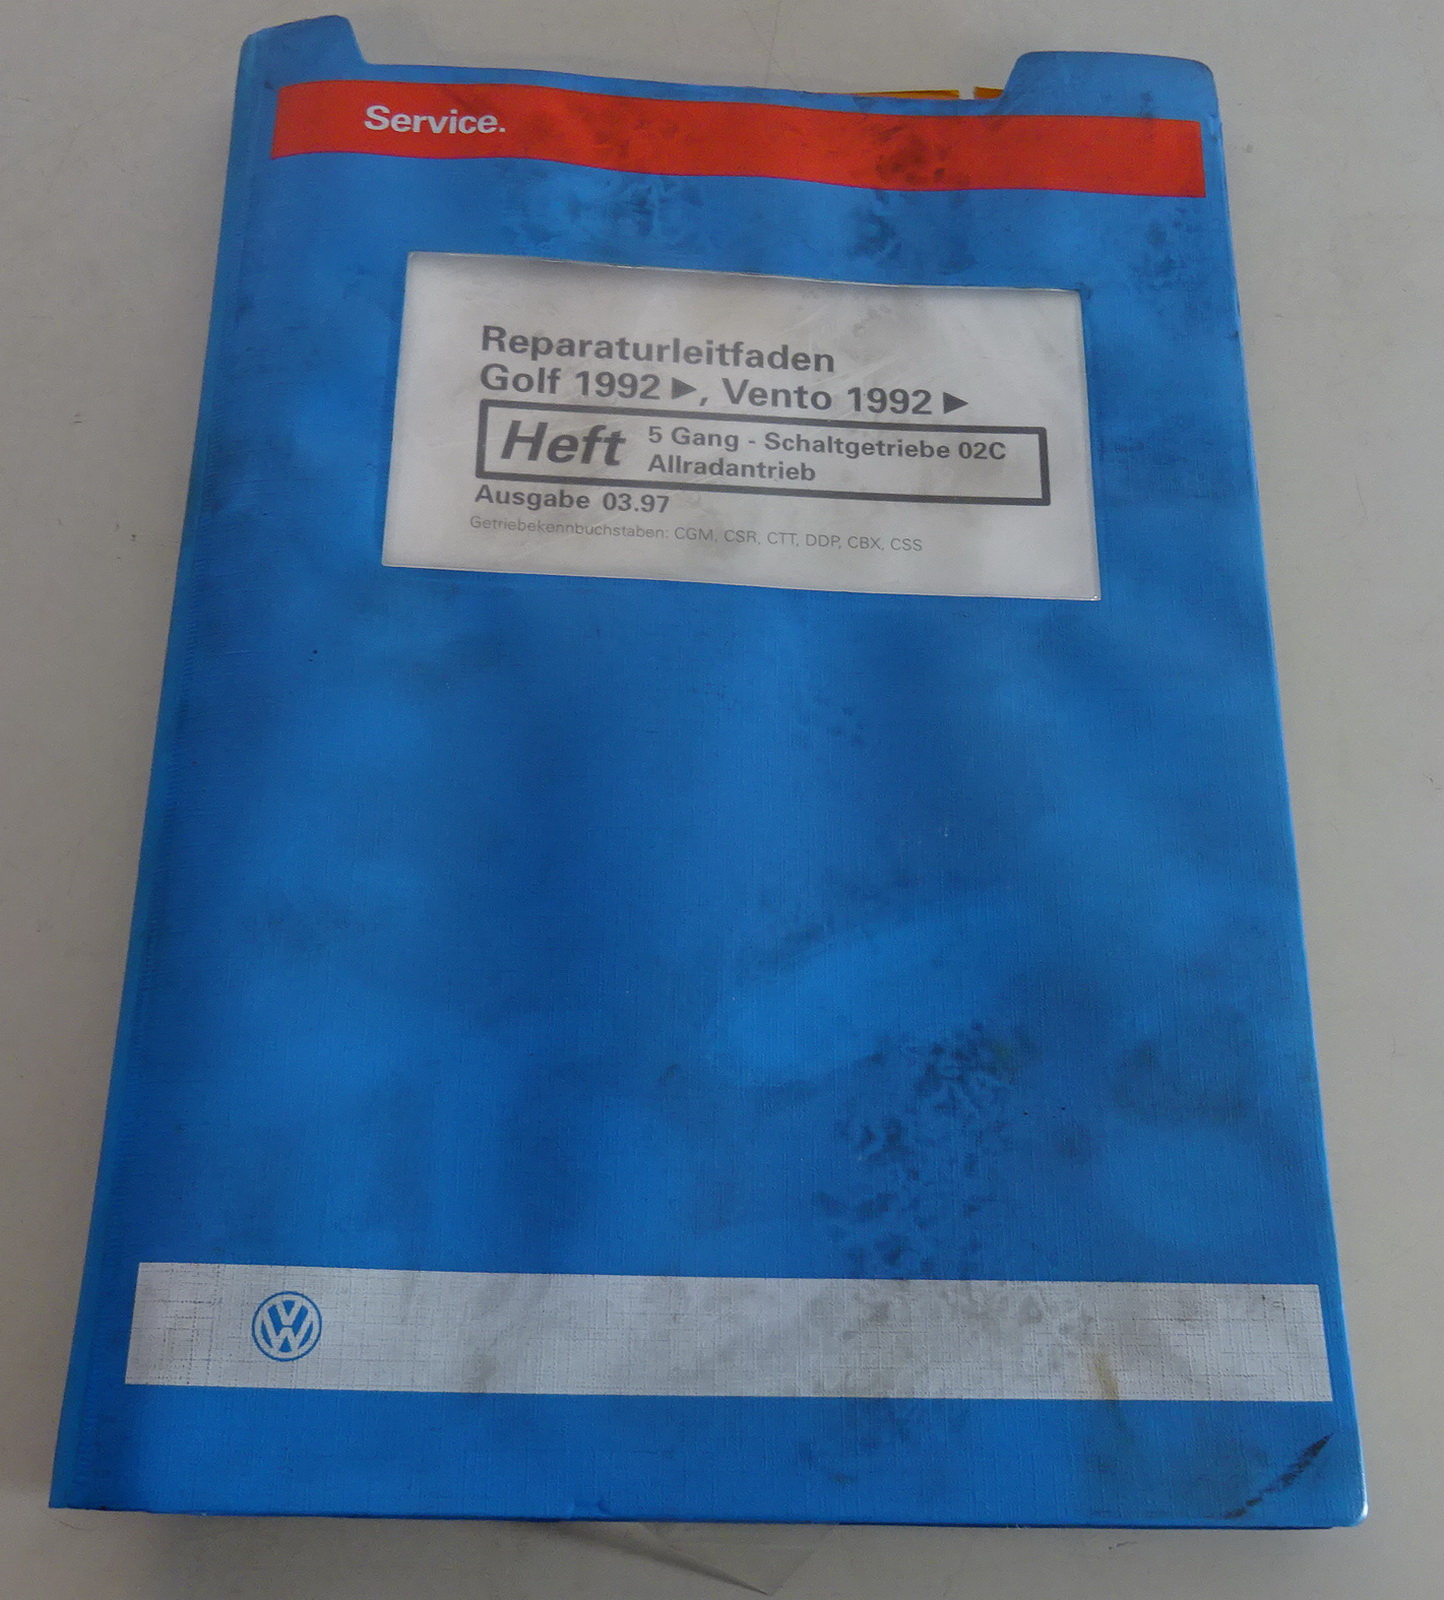 Service.
Reparaturleitfaden
Golf 1992 ►, Vento 1992 ►
Heft
5 Gang - Schaltgetriebe 02C
Allradantrieb
Ausgabe 03.97
Getriebekennbuchstaben: CGM, CSR, CTT, DDP, CBX, CSS
VW